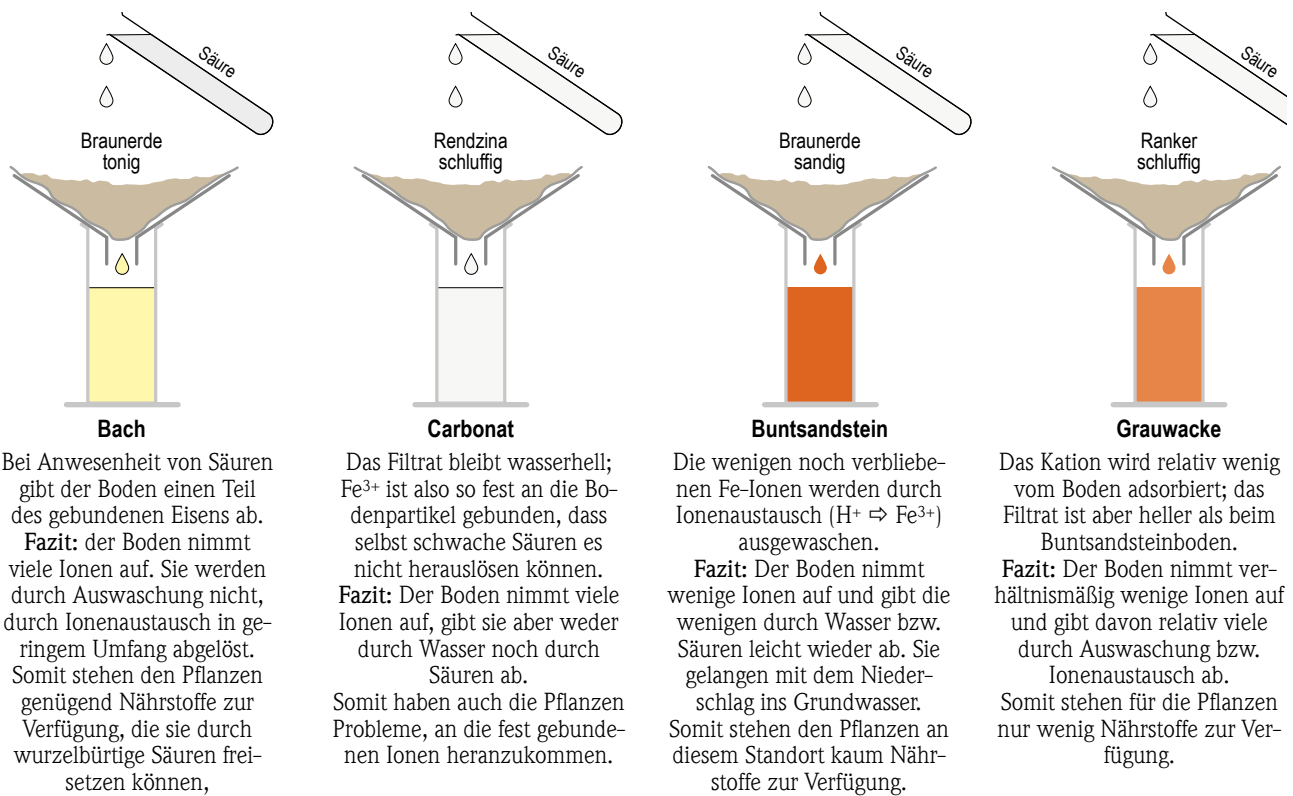 Säure
Braunerde
tonig
Bach
Bei Anwesenheit von Säuren
gibt der Boden einen Teil
des gebundenen Eisens ab.
Fazit: der Boden nimmt
viele Ionen auf. Sie werden
durch Auswaschung nicht,
durch Ionenaustausch in ge-
ringem Umfang abgelöst.
Somit stehen den Pflanzen
genügend Nährstoffe zur
Verfügung, die sie durch
wurzelbürtige Säuren frei-
setzen können,
Säure
Rendzina
schluffig
Carbonat
Das Filtrat bleibt wasserhell;
Fe³⁺ ist also so fest an die Bo-
denpartikel gebunden, dass
selbst schwache Säuren es
nicht herauslösen können.
Fazit: Der Boden nimmt viele
Ionen auf, gibt sie aber weder
durch Wasser noch durch
Säuren ab.
Somit haben auch die Pflanzen
Probleme, an die fest gebunde-
nen Ionen heranzukommen.
Säure
Braunerde
sandig
Buntsandstein
Die wenigen noch verbliebe-
nen Fe-Ionen werden durch
Ionenaustausch (H⁺ ⇨ Fe³⁺)
ausgewaschen.
Fazit: Der Boden nimmt
wenige Ionen auf und gibt die
wenigen durch Wasser bzw.
Säuren leicht wieder ab. Sie
gelangen mit dem Nieder-
schlag ins Grundwasser.
Somit stehen den Pflanzen an
diesem Standort kaum Nähr-
stoffe zur Verfügung.
Säure
Ranker
schluffig
Grauwacke
Das Kation wird relativ wenig
vom Boden adsorbiert; das
Filtrat ist aber heller als beim
Buntsandsteinboden.
Fazit: Der Boden nimmt ver-
hältnismäßig wenige Ionen auf
und gibt davon relativ viele
durch Auswaschung bzw.
Ionenaustausch ab.
Somit stehen für die Pflanzen
nur wenig Nährstoffe zur Ver-
fügung.